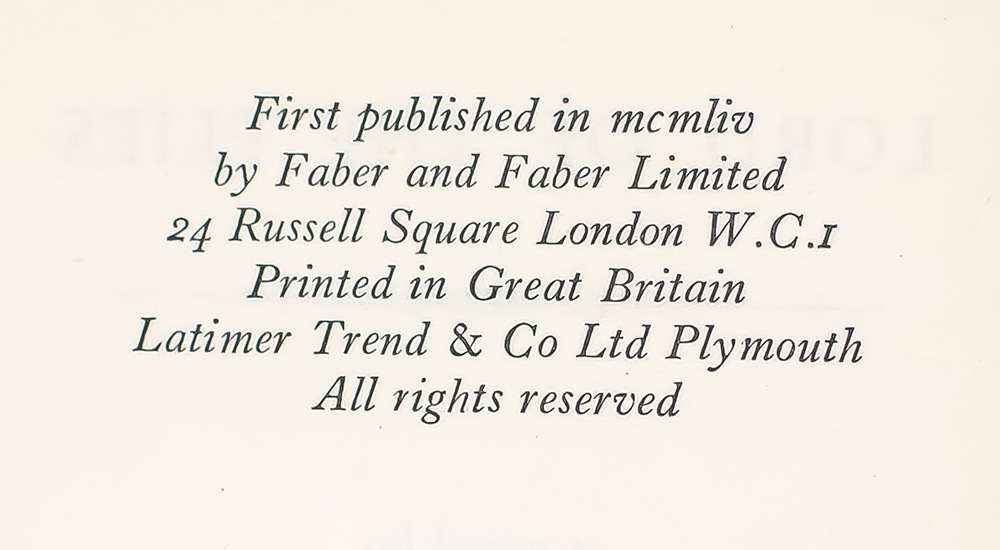 First published in mcmliv
by Faber and Faber Limited
24 Russell Square London W.C.1
Printed in Great Britain
Latimer Trend & Co Ltd Plymouth
All rights reserved